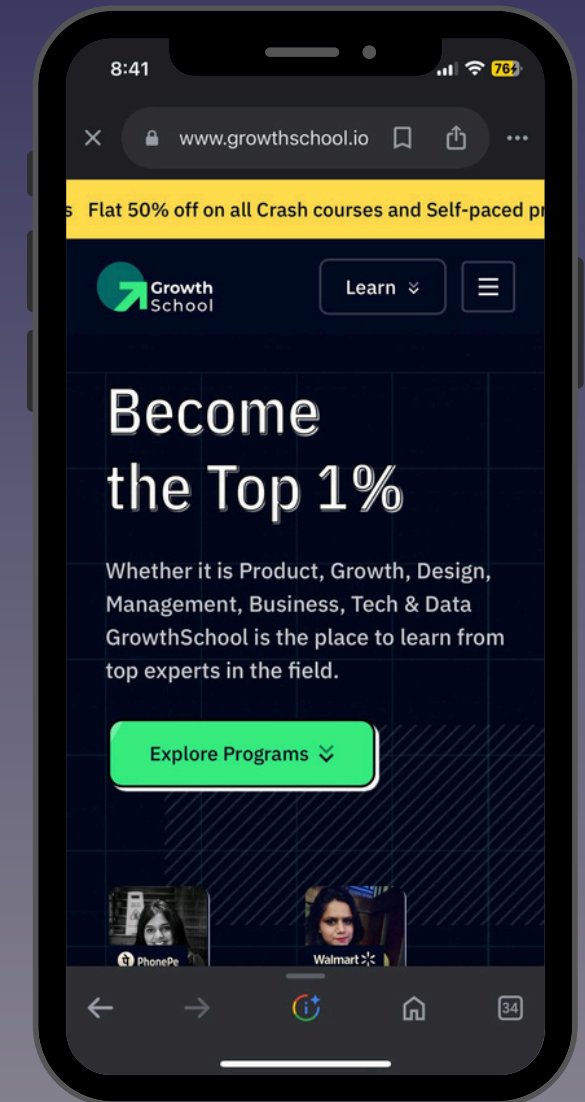 8:41
76
www.growthschool.io
s Flat 50% off on all Crash courses and Self-paced pr
Growth
School
Learn
Become
the Top 1%
Whether it is Product, Growth, Design,
Management, Business, Tech & Data
GrowthSchool is the place to learn from
top experts in the field.
Explore Programs
PhonePe
Walmart
34